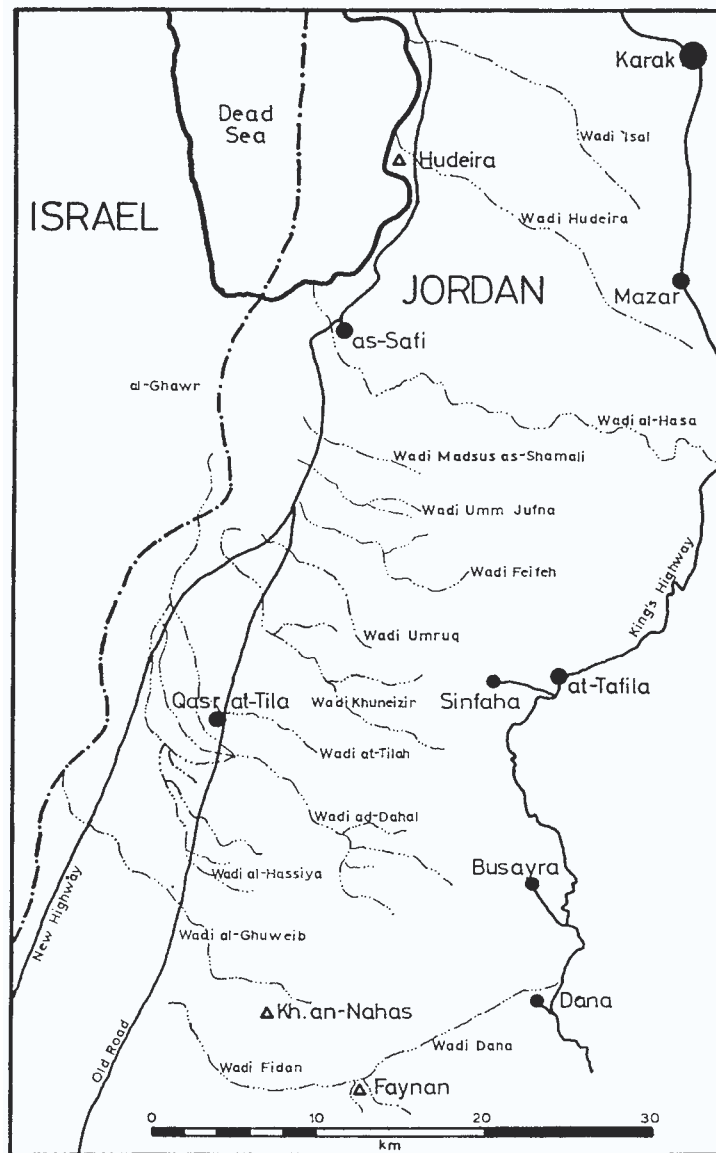 Karak
Dead
Sea
Wadi 'Isal
Hudeira
ISRAEL
Wadi Hudeira
JORDAN
Mazar
as-Safi
al-Ghawr
Wadi al-Hasa
Wadi Madsus as-Shamali
Wadi Umm Jufna
Wadi Feifeh
King's Highway
Wadi Umruq
at-Tafila
Sinfaha
Qasr at-Tila
Wadi Khuneizir
Wadi at-Tilah
Wadi ad-Dahal
Busayra
Wadi al-Hassiya
New Highway
Wadi al-Ghuweib
Dana
Kh. an-Nahas
Old Road
Wadi Dana
Wadi Fidan
Faynan
0 10 20 30
km